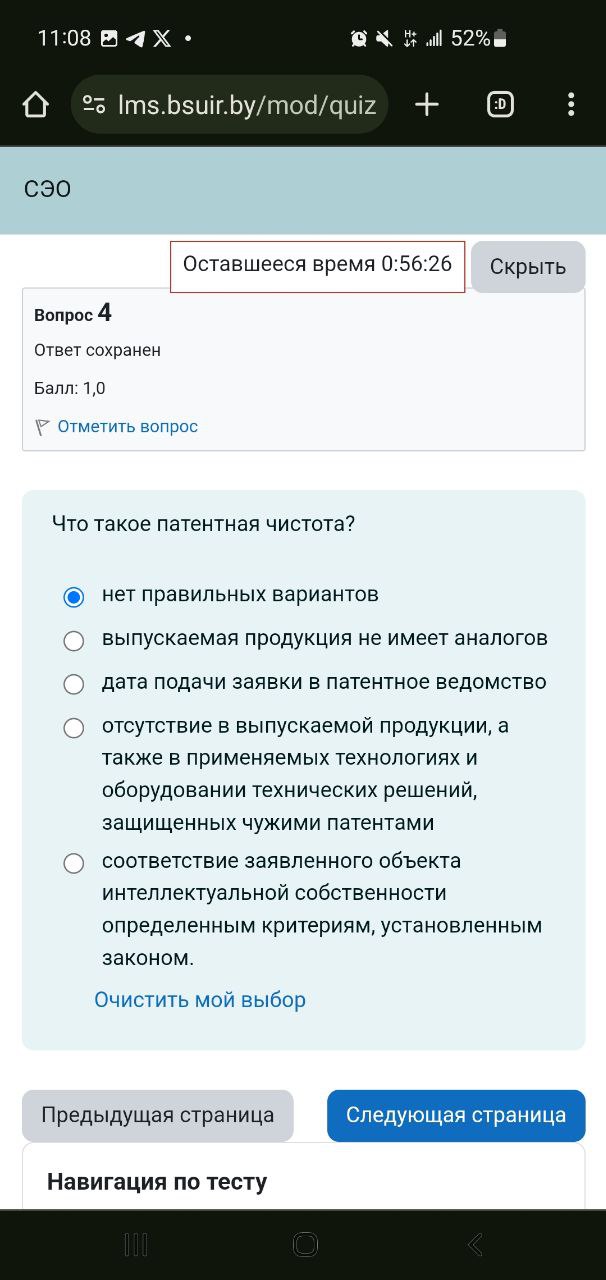 11:08
52%
lms.bsuir.by/mod/quiz
:D
СЭО
Оставшееся время 0:56:26
Скрыть
Вопрос 4
Ответ сохранен
Балл: 1,0
Отметить вопрос
Что такое патентная чистота?
нет правильных вариантов
выпускаемая продукция не имеет аналогов
дата подачи заявки в патентное ведомство
отсутствие в выпускаемой продукции, а
также в применяемых технологиях и
оборудовании технических решений,
защищенных чужими патентами
соответствие заявленного объекта
интеллектуальной собственности
определенным критериям, установленным
законом.
Очистить мой выбор
Предыдущая страница
Следующая страница
Навигация по тесту